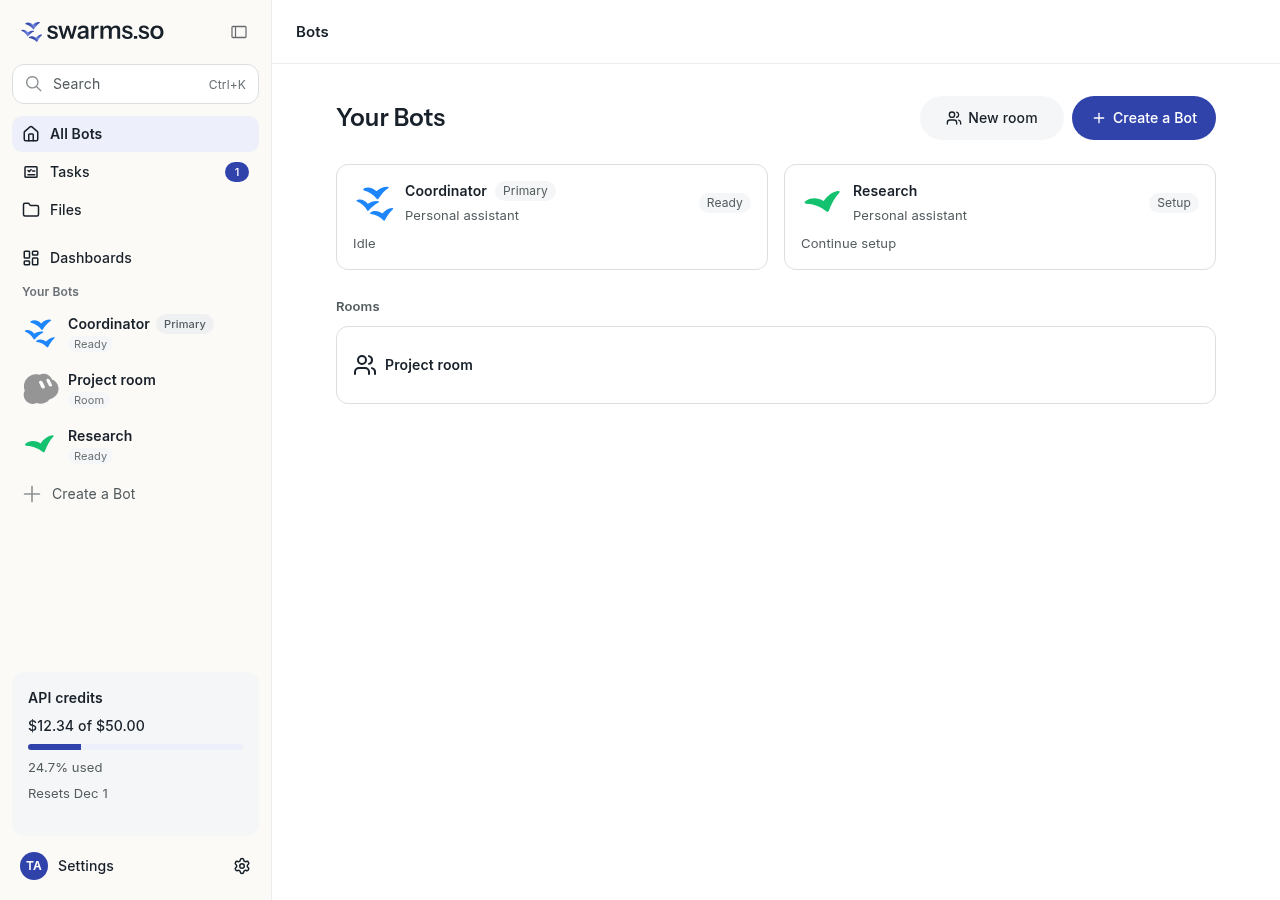 swarms.so
Search Ctrl+K
All Bots
Tasks 1
Files
Dashboards
Your Bots
Coordinator Primary
Ready
Project room
Room
Research
Ready
Create a Bot
API credits
$12.34 of $50.00
24.7% used
Resets Dec 1
TA Settings
Bots
Your Bots
New room
Create a Bot
Coordinator Primary
Personal assistant
Ready
Idle
Research
Personal assistant
Setup
Continue setup
Rooms
Project room